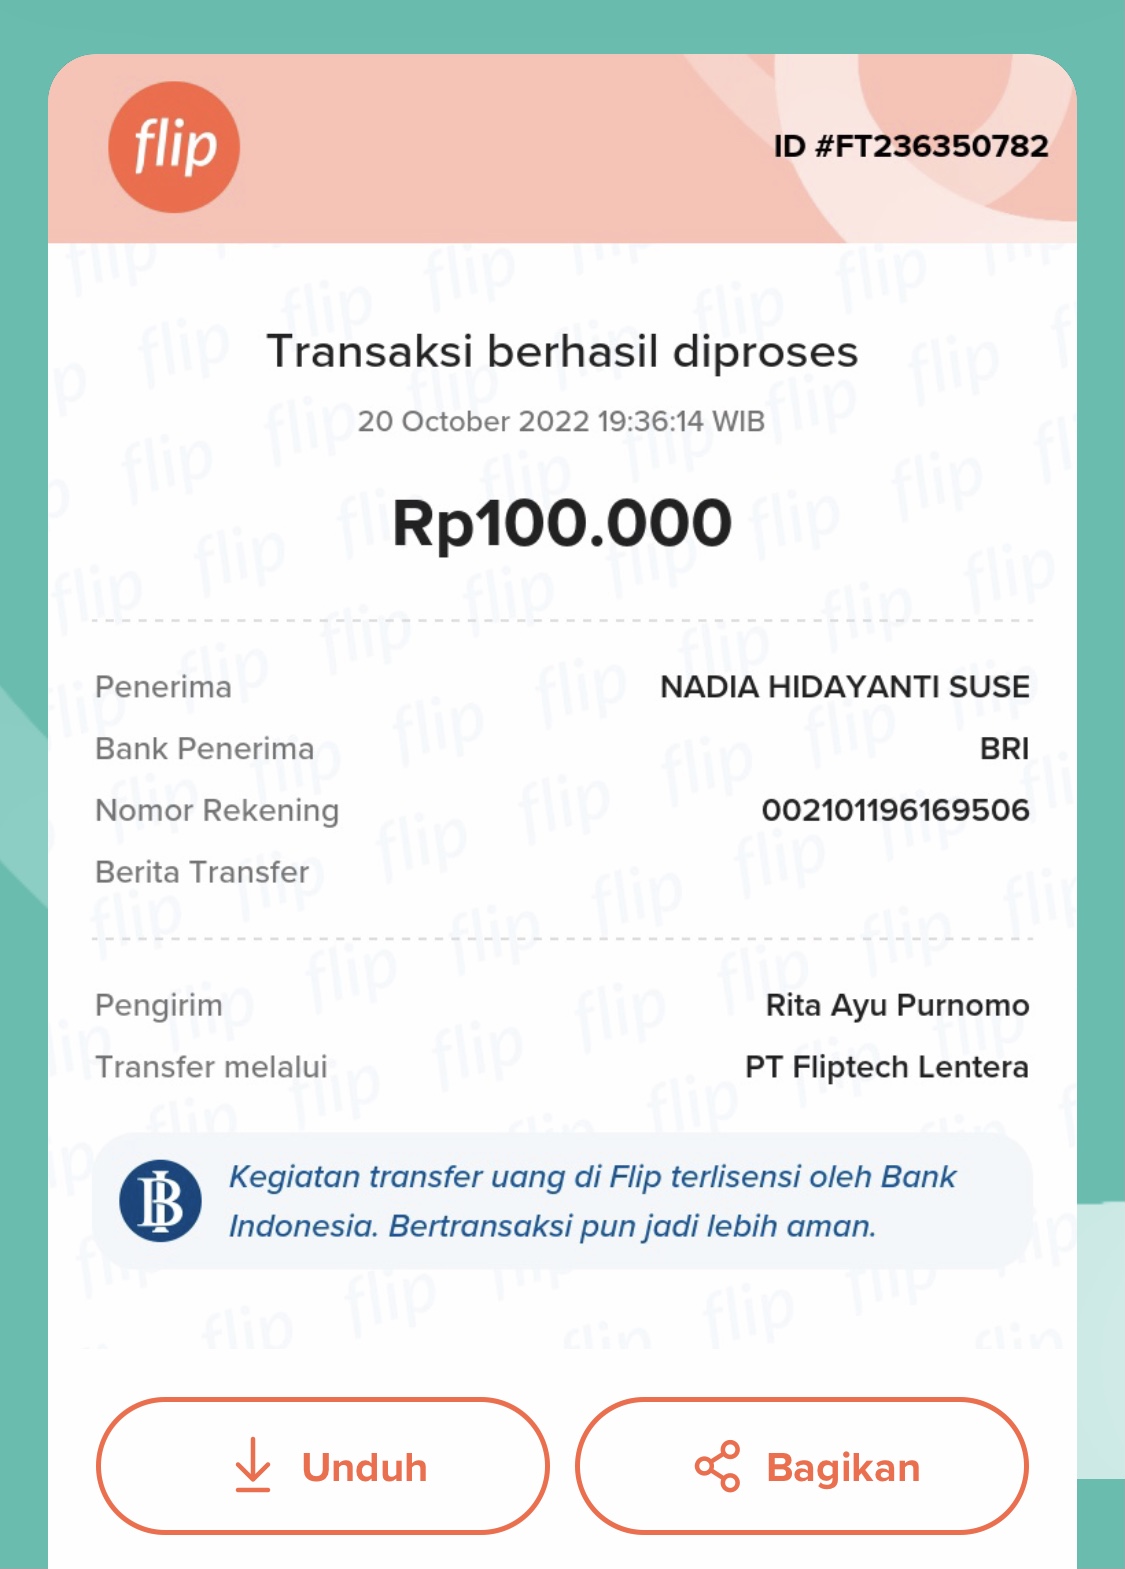 flip
ID #FT236350782
Transaksi berhasil diproses
20 October 2022 19:36:14 WIB
Rp100.000
Penerima NADIA HIDAYANTI SUSE
Bank Penerima BRI
Nomor Rekening 002101196169506
Berita Transfer
Pengirim Rita Ayu Purnomo
Transfer melalui PT Fliptech Lentera
Kegiatan transfer uang di Flip terlisensi oleh Bank
Indonesia. Bertransaksi pun jadi lebih aman.
Unduh
Bagikan